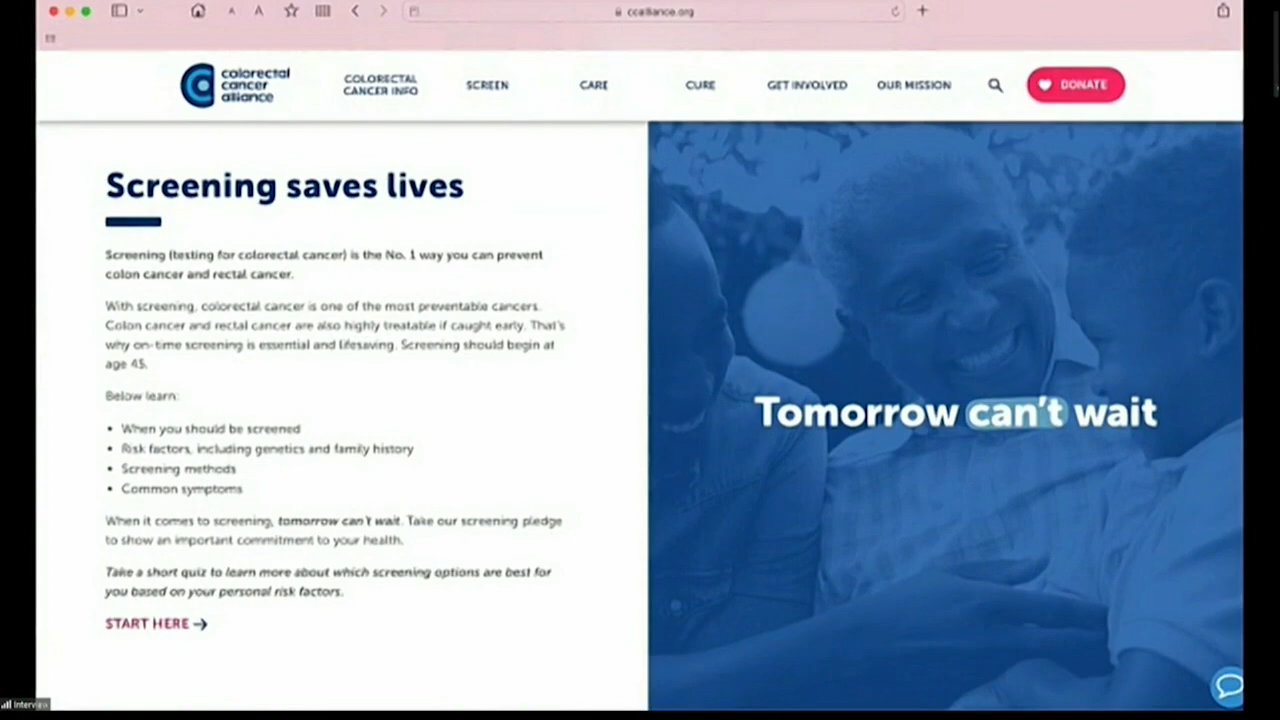 A A
ccalliance.org
colorectal
cancer
alliance
COLORECTAL
CANCER INFO
SCREEN
CARE
CURE
GET INVOLVED
OUR MISSION
DONATE
Screening saves lives
Screening (testing for colorectal cancer) is the No. 1 way you can prevent
colon cancer and rectal cancer.
With screening, colorectal cancer is one of the most preventable cancers.
Colon cancer and rectal cancer are also highly treatable if caught early. That's
why on-time screening is essential and lifesaving. Screening should begin at
age 45.
Below learn:
• When you should be screened
• Risk factors, including genetics and family history
• Screening methods
• Common symptoms
When it comes to screening, tomorrow can't wait. Take our screening pledge
to show an important commitment to your health.
Take a short quiz to learn more about which screening options are best for
you based on your personal risk factors.
START HERE →
Tomorrow can't wait